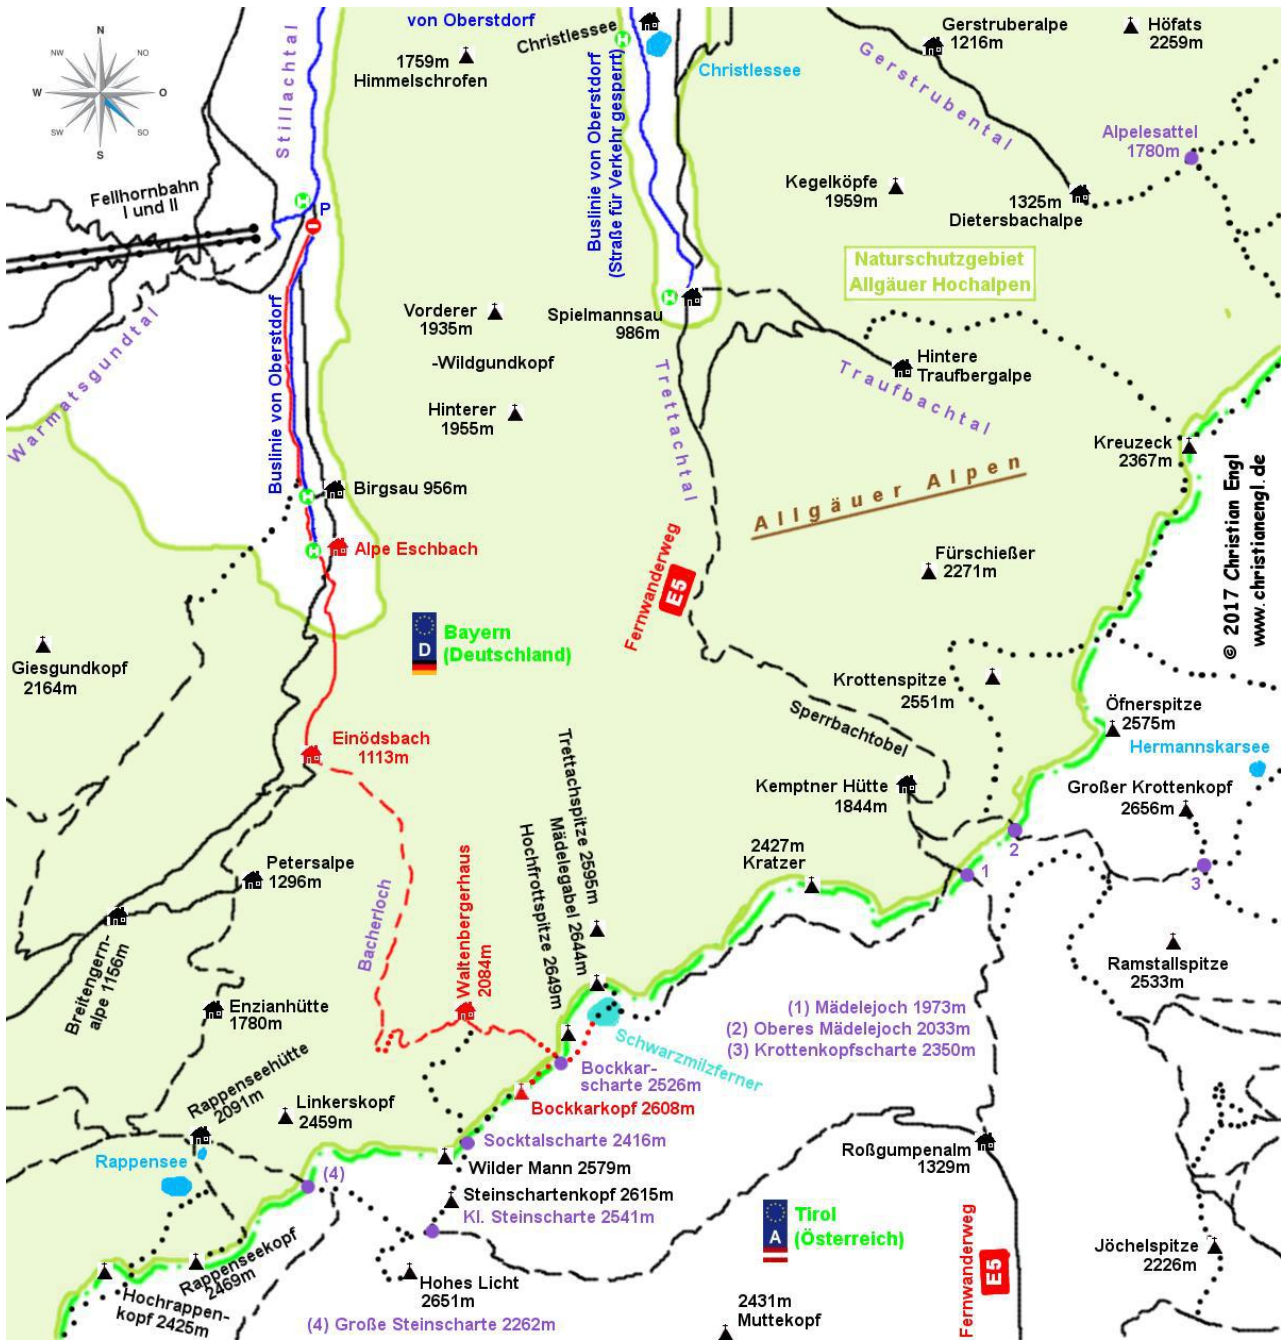 von Oberstdorf
Christlessee
Gerstruberalpe
1216m
Höfats
2259m
N
NW
NO
W
O
SW
SO
S
1759m
Himmelschrofen
Stillachtal
Buslinie von Oberstdorf
(Straße für Verkehr gesperrt)
Christlessee
Gerstrubental
Alpelesattel
1780m
Fellhornbahn
I und II
H
P
Kegelköpfe
1959m
1325m
Dietersbachalpe
Naturschutzgebiet
Allgäuer Hochalpen
Warmatsgundtal
Buslinie von Oberstdorf
Vorderer
1935m
-Wildgundkopf
Hinterer
1955m
Spielmannsau
986m
H
H
Trettachtal
Hintere
Traufbergalpe
Traufbachtal
Kreuzeck
2367m
Allgäuer Alpen
© 2017 Christian Engl
www.christianengl.de
H
Birgsau 956m
H
Alpe Eschbach
Fernwanderweg
E5
Fürschießer
2271m
D
Bayern
(Deutschland)
Giesgundkopf
2164m
Krottenspitze
2551m
Sperrbachtobel
Öfnerspitze
2575m
Hermannskarsee
Einödsbach
1113m
Kemptner Hütte
1844m
Großer Krottenkopf
2656m
Trettachspitze 2595m
Mädelegabel 2644m
Hochfrottspitze 2649m
2427m
Kratzer
2
1
3
Petersalpe
1296m
Bacherloch
Waltenbergerhaus
2084m
Breitengern-
alpe 1156m
Ramstallspitze
2533m
Enzianhütte
1780m
(1) Mädelejoch 1973m
(2) Oberes Mädelejoch 2033m
(3) Krottenkopfscharte 2350m
Schwarzmilzferner
Rappenseehütte
2091m
Bockkar-
scharte 2526m
Linkerskopf
2459m
Bockkarkopf 2608m
Socktalscharte 2416m
Rappensee
(4)
Wilder Mann 2579m
Roßgumpenalm
1329m
Steinschartenkopf 2615m
Kl. Steinscharte 2541m
A
Tirol
(Österreich)
Fernwanderweg
E5
Jöchelspitze
2226m
Rappenseekopf
2469m
Hochrappen-
kopf 2425m
Hohes Licht
2651m
(4) Große Steinscharte 2262m
2431m
Muttekopf